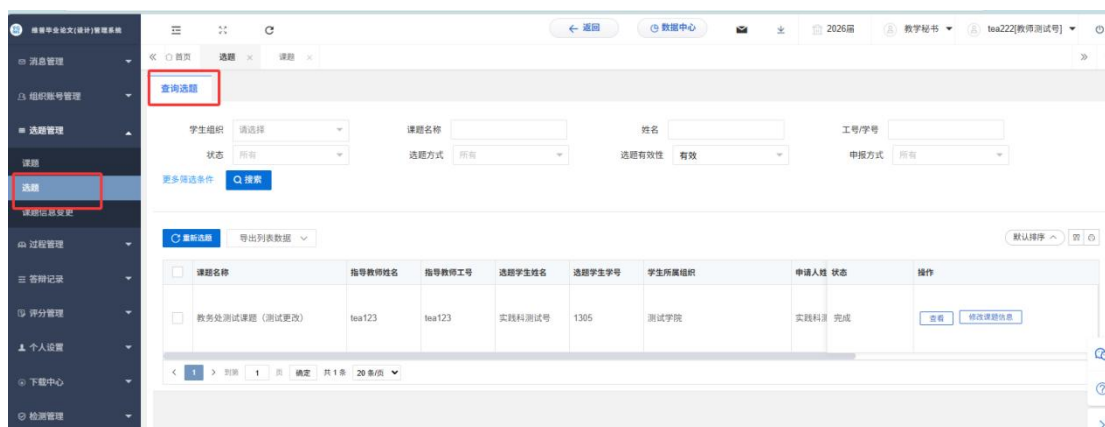 维普毕业论文(设计)管理系统
返回
数据中心
2026届
教学秘书
tea222[教师测试号]
消息管理
组织账号管理
选题管理
课题
选题
课题信息变更
过程管理
答辩记录
评分管理
个人设置
下载中心
检测管理
首页 选题 × 课题 ×
查询选题
学生组织 请选择 课题名称 姓名 工号/学号
状态 所有 选题方式 所有 选题有效性 有效 申报方式 所有
更多筛选条件 搜索
重新选题 导出列表数据 默认排序
课题名称 指导教师姓名 指导教师工号 选题学生姓名 选题学生学号 学生所属组织 申请人姓 状态 操作
教务处测试课题（测试更改） tea123 tea123 实践科测试号 1305 测试学院 实践科测 完成 查看 修改课题信息
1 到第 1 页 确定 共 1 条 20 条/页